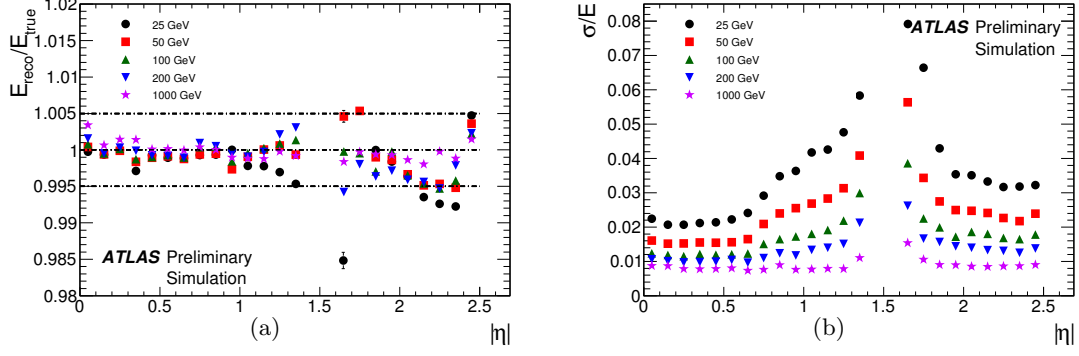 E_reco/E_true
1.02
1.015
1.01
1.005
1
0.995
0.99
0.985
0.98
25 GeV
50 GeV
100 GeV
200 GeV
1000 GeV
ATLAS Preliminary
Simulation
0 0.5 1 1.5 2 2.5
|η|
(a)
σ/E
0.08
0.07
0.06
0.05
0.04
0.03
0.02
0.01
0
25 GeV
50 GeV
100 GeV
200 GeV
1000 GeV
ATLAS Preliminary
Simulation
0 0.5 1 1.5 2 2.5
|η|
(b)